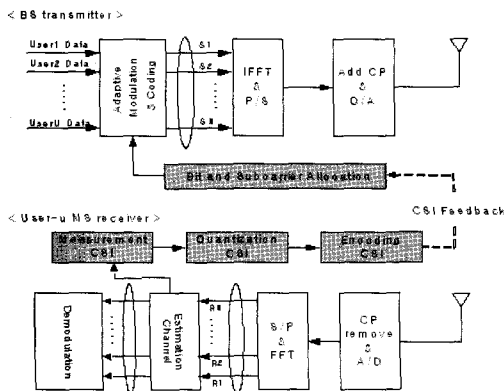 < BS transmitter >
User1 Data
User2 Data
UserU Data
Adaptive
Modulation
& Coding
S1
S2
SN
IFFT
&
P/S
Add CP
&
D/A
Bit and Subcarrier Allocation
CSI Feedback
< User-u MS receiver >
Measurement
CSI
Quantization
CSI
Encoding
CSI
Demodulation
Estimation
Channel
RN
R2
R1
S/P
&
FFT
CP
remove
&
A/D